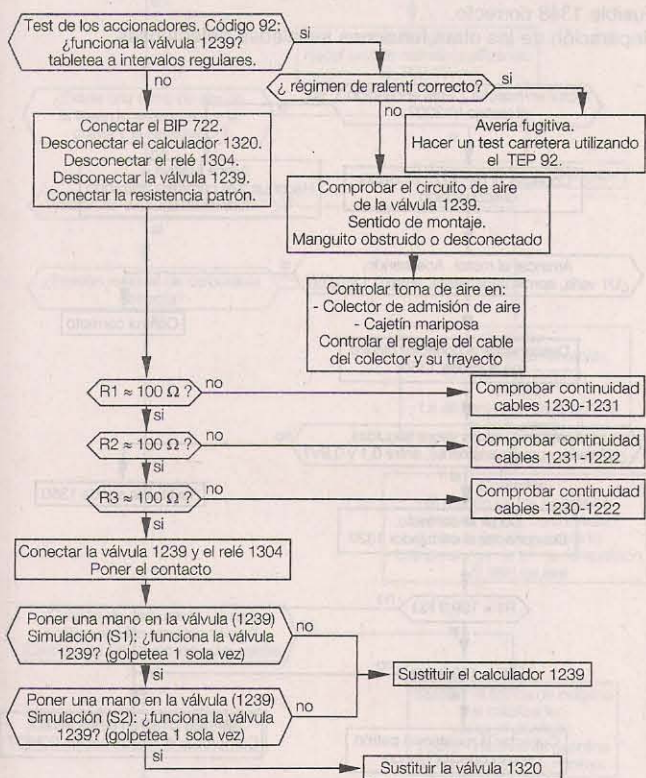 Test de los accionadores. Código 92:
¿funciona la válvula 1239?
tabletea a intervalos regulares.
si
no
¿ régimen de ralentí correcto?
si
no
Avería fugitiva.
Hacer un test carretera utilizando
el TEP 92.
Conectar el BIP 722.
Desconectar el calculador 1320.
Desconectar el relé 1304.
Desconectar la válvula 1239.
Conectar la resistencia patrón.
Comprobar el circuito de aire
de la válvula 1239.
Sentido de montaje.
Manguito obstruido o desconectado
Controlar toma de aire en:
- Colector de admisión de aire
- Cajetín mariposa
Controlar el reglaje del cable
del colector y su trayecto
R1 ≈ 100 Ω ?
no
Comprobar continuidad
cables 1230-1231
si
R2 ≈ 100 Ω ?
no
Comprobar continuidad
cables 1231-1222
si
R3 ≈ 100 Ω ?
no
Comprobar continuidad
cables 1230-1222
si
Conectar la válvula 1239 y el relé 1304
Poner el contacto
Poner una mano en la válvula (1239)
Simulación (S1): ¿funciona la válvula
1239? (golpetea 1 sola vez)
no
si
Sustituir el calculador 1239
Poner una mano en la válvula (1239)
Simulación (S2): ¿funciona la válvula
1239? (golpetea 1 sola vez)
no
si
Sustituir la válvula 1320